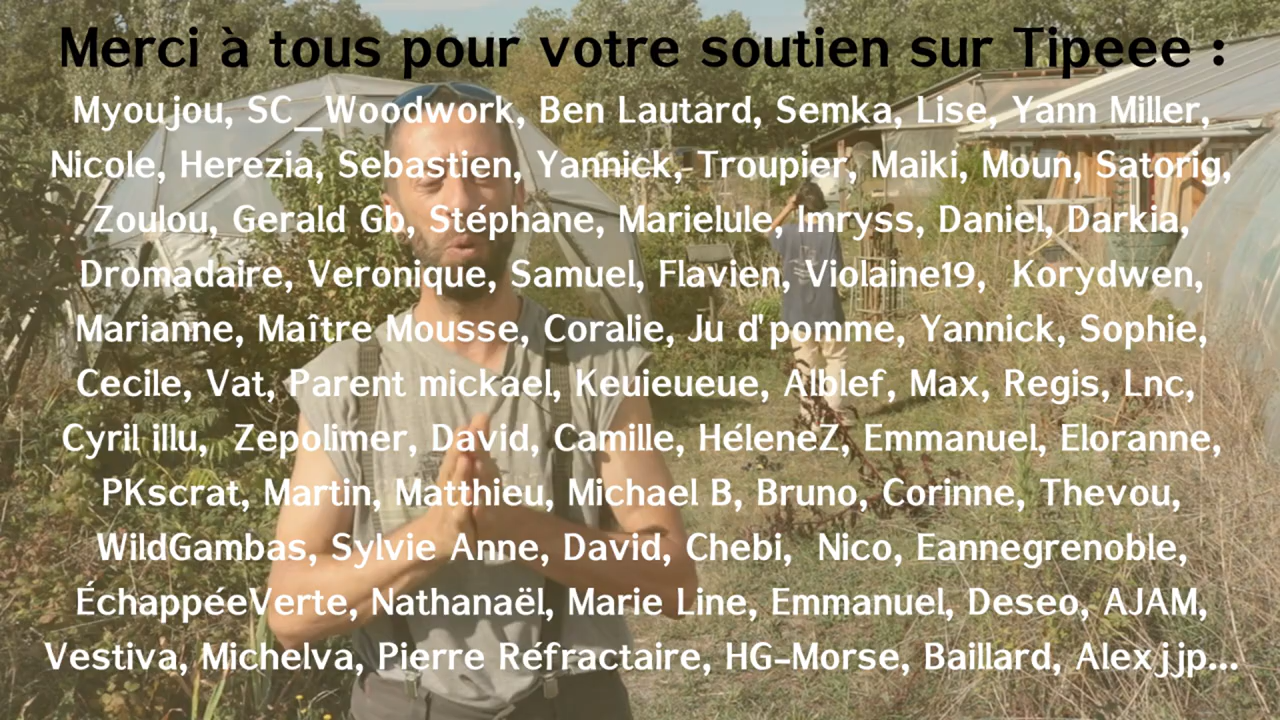 Merci à tous pour votre soutien sur Tipeee :
Myoujou, SC_Woodwork, Ben Lautard, Semka, Lise, Yann Miller,
Nicole, Herezia, Sebastien, Yannick, Troupier, Maiki, Moun, Satorig,
Zoulou, Gerald Gb, Stéphane, Marielule, Imryss, Daniel, Darkia,
Dromadaire, Veronique, Samuel, Flavien, Violaine19, Korydwen,
Marianne, Maître Mousse, Coralie, Ju d'pomme, Yannick, Sophie,
Cecile, Vat, Parent mickael, Keuieueue, Alblef, Max, Regis, Lnc,
Cyril illu, Zepolimer, David, Camille, HéleneZ, Emmanuel, Eloranne,
PKscrat, Martin, Matthieu, Michael B, Bruno, Corinne, Thevou,
WildGambas, Sylvie Anne, David, Chebi, Nico, Eannegrenoble,
ÉchappéeVerte, Nathanaël, Marie Line, Emmanuel, Deseo, AJAM,
Vestiva, Michelva, Pierre Réfractaire, HG-Morse, Baillard, Alexjjp...